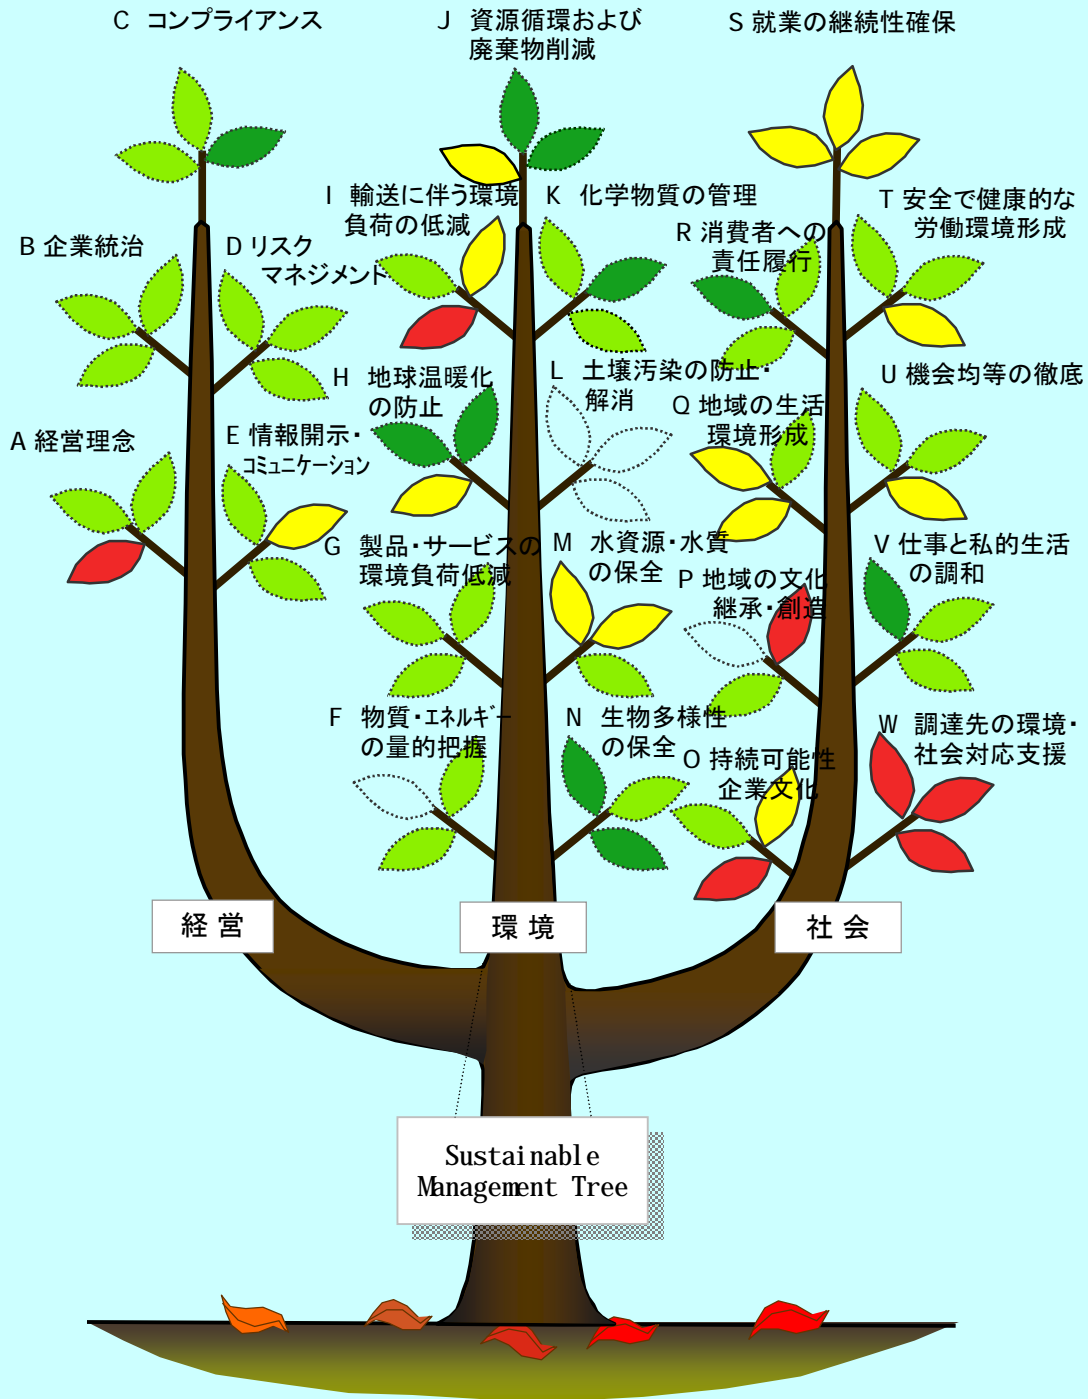 C コンプライアンス
J 資源循環および
廃棄物削減
S 就業の継続性確保
I 輸送に伴う環境
負荷の低減
K 化学物質の管理
T 安全で健康的な
労働環境形成
B 企業統治
D リスク
マネジメント
R 消費者への
責任履行
H 地球温暖化
の防止
L 土壌汚染の防止・
解消
U 機会均等の徹底
Q 地域の生活
環境形成
A 経営理念
E 情報開示・
コミュニケーション
G 製品・サービスの
環境負荷低減
M 水資源・水質
の保全
V 仕事と私的生活
の調和
P 地域の文化
継承・創造
F 物質・エネルギー
の量的把握
N 生物多様性
の保全
W 調達先の環境・
社会対応支援
O 持続可能性
企業文化
経営
環境
社会
Sustainable
Management Tree